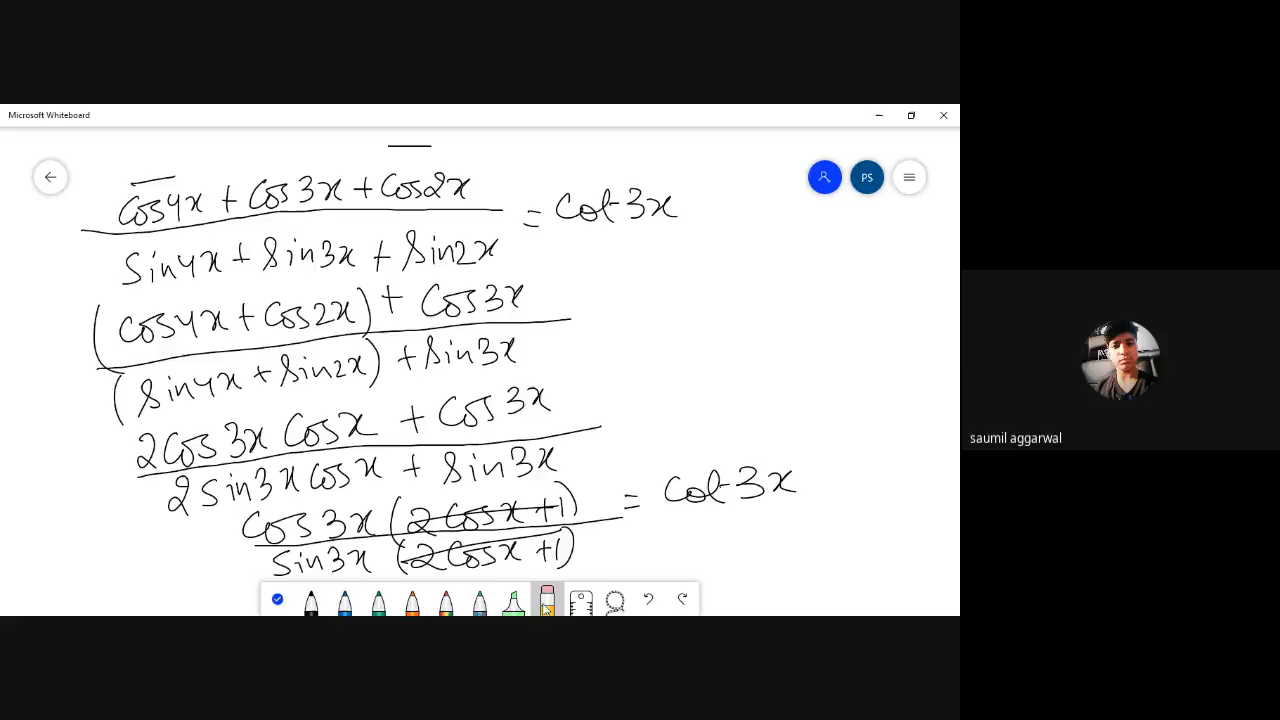 Microsoft Whiteboard
PS
cos4x + cos3x + cos2x
sin4x + sin3x + sin2x
= cot 3x
(cos4x + cos2x) + cos3x
(sin4x + sin2x) + sin3x
2cos3x cosx + cos3x
2sin3x cosx + sin3x
cos3x (2cosx+1)
sin3x (2cosx+1)
= cot 3x
saumil aggarwal